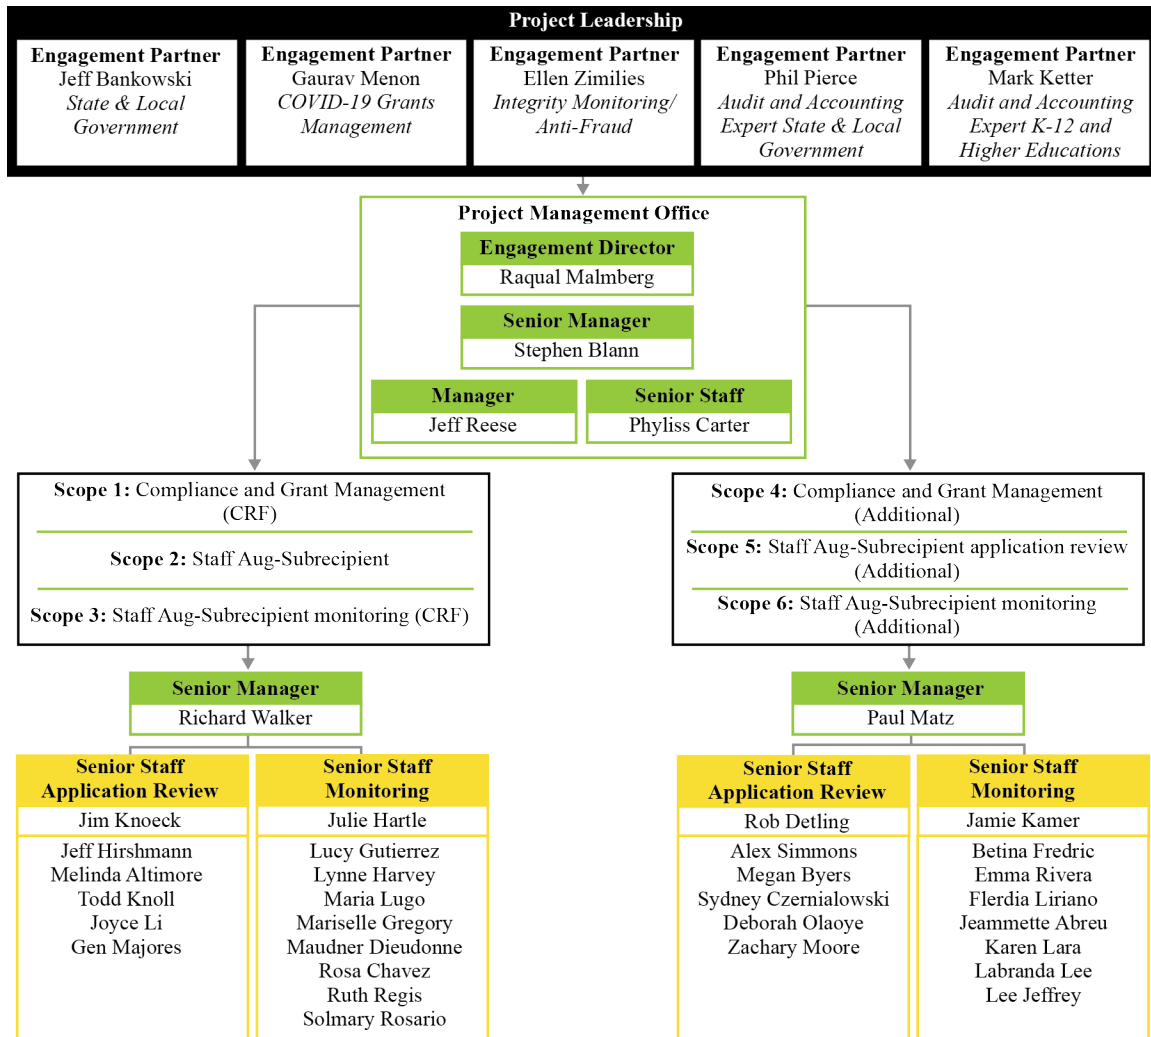 Project Leadership
Engagement Partner
Jeff Bankowski
State & Local
Government
Engagement Partner
Gaurav Menon
COVID-19 Grants
Management
Engagement Partner
Ellen Zimilies
Integrity Monitoring/
Anti-Fraud
Engagement Partner
Phil Pierce
Audit and Accounting
Expert State & Local
Government
Engagement Partner
Mark Ketter
Audit and Accounting
Expert K-12 and
Higher Educations
Project Management Office
Engagement Director
Raqual Malmberg
Senior Manager
Stephen Blann
Manager
Jeff Reese
Senior Staff
Phyliss Carter
Scope 1: Compliance and Grant Management
(CRF)
Scope 2: Staff Aug-Subrecipient
Scope 3: Staff Aug-Subrecipient monitoring (CRF)
Scope 4: Compliance and Grant Management
(Additional)
Scope 5: Staff Aug-Subrecipient application review
(Additional)
Scope 6: Staff Aug-Subrecipient monitoring
(Additional)
Senior Manager
Richard Walker
Senior Staff
Application Review
Jim Knoeck
Jeff Hirshmann
Melinda Altimore
Todd Knoll
Joyce Li
Gen Majores
Senior Staff
Monitoring
Julie Hartle
Lucy Gutierrez
Lynne Harvey
Maria Lugo
Mariselle Gregory
Maudner Dieudonne
Rosa Chavez
Ruth Regis
Solmary Rosario
Senior Manager
Paul Matz
Senior Staff
Application Review
Rob Detling
Alex Simmons
Megan Byers
Sydney Czernialowski
Deborah Olaoye
Zachary Moore
Senior Staff
Monitoring
Jamie Kamer
Betina Fredric
Emma Rivera
Flerdia Liriano
Jeammette Abreu
Karen Lara
Labranda Lee
Lee Jeffrey